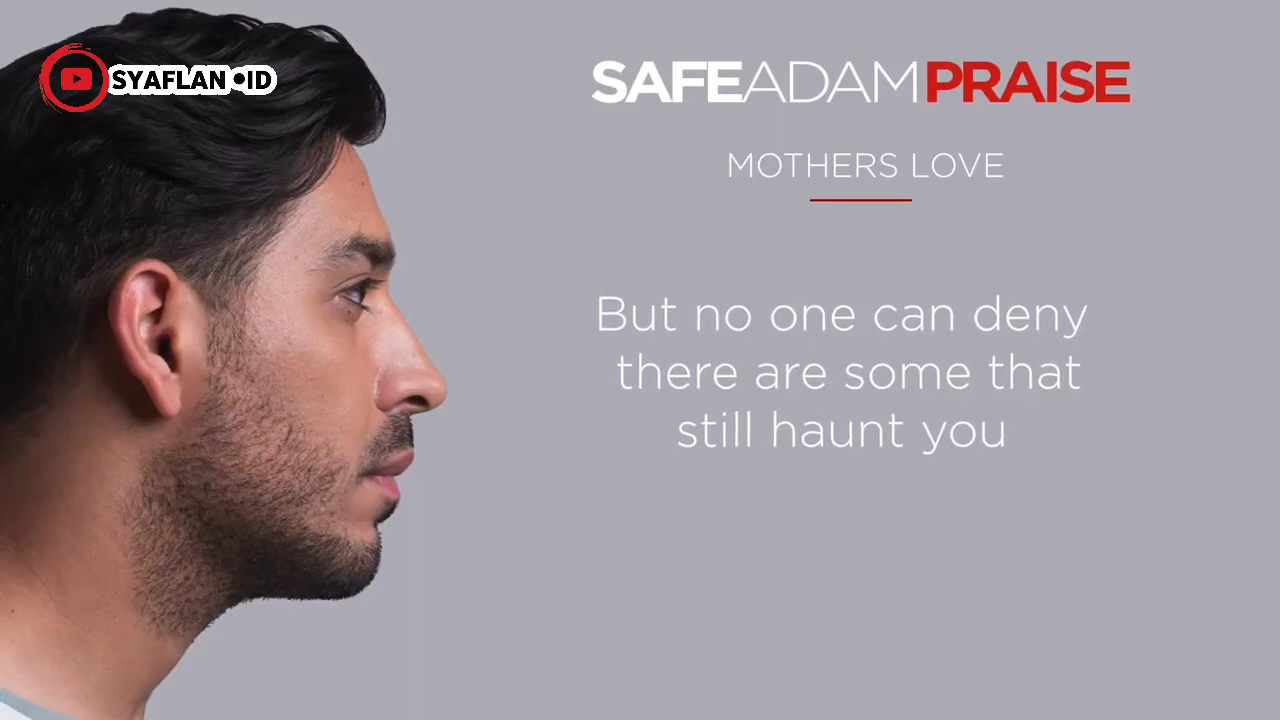 SYAFLAN ID
SAFEADAMPRAISE
MOTHERS LOVE
But no one can deny
there are some that
still haunt you